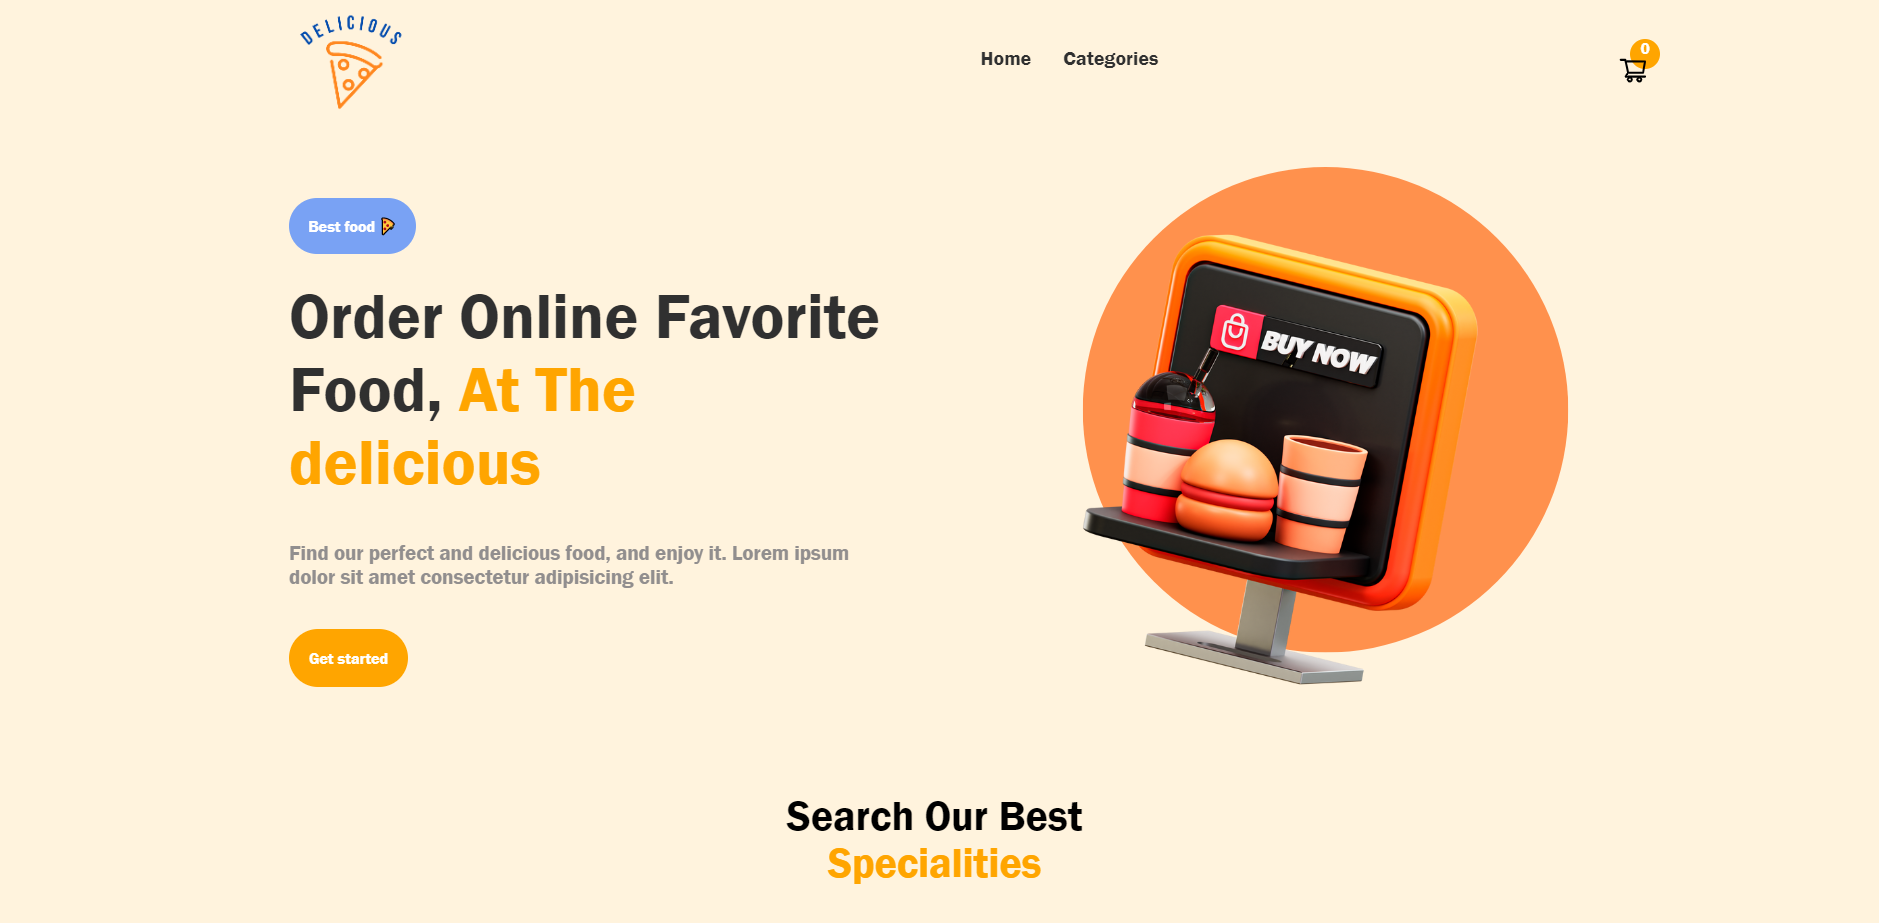 DELICIOUS
Home
Categories
0
Best food
Order Online Favorite
Food, At The
delicious
BUY NOW
Find our perfect and delicious food, and enjoy it. Lorem ipsum
dolor sit amet consectetur adipisicing elit.
Get started
Search Our Best
Specialities